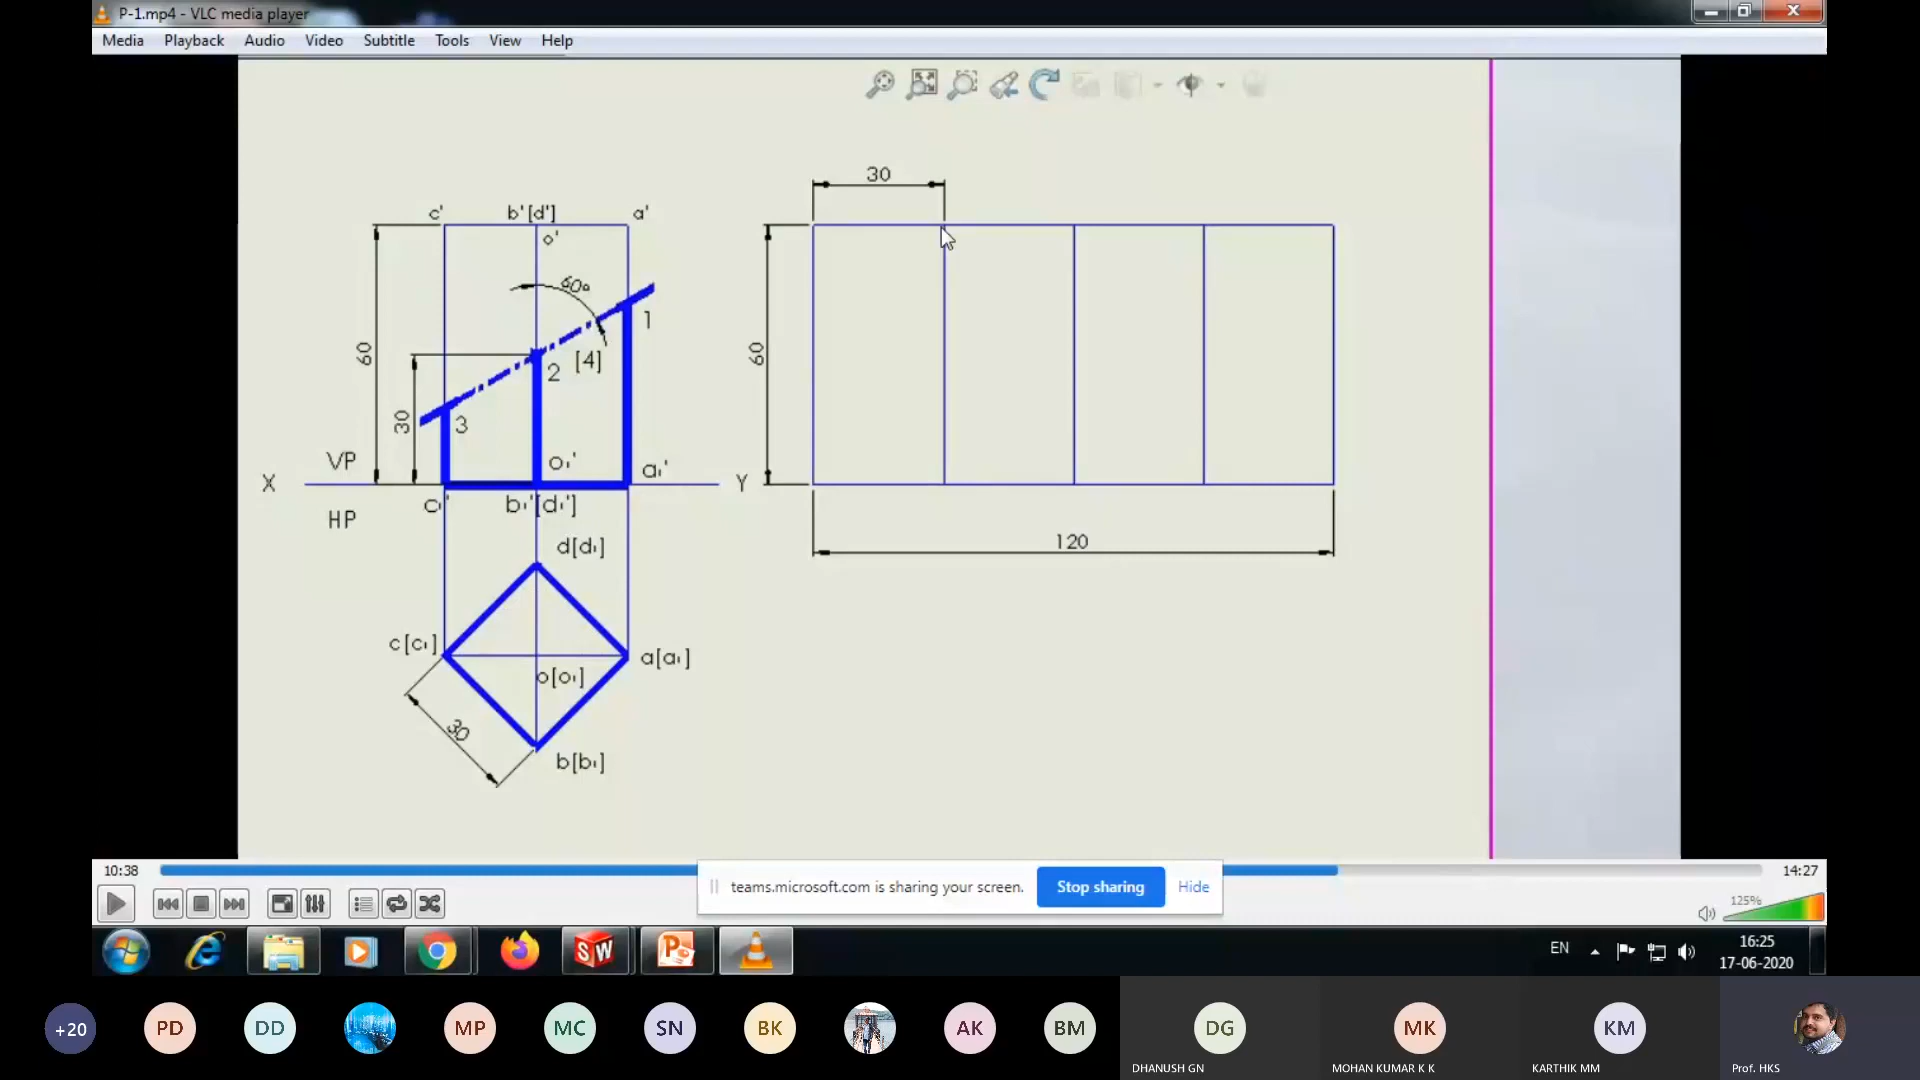 P-1.mp4 - VLC media player
Media Playback Audio Video Subtitle Tools View Help
30
c' b'[d'] a'
o'
60°
1
60
60
[4]
2
30
3
VP
o₁'
a₁'
X
Y
c₁' b₁'[d₁']
HP
120
d[d₁]
c[c₁]
a[a₁]
o[o₁]
30
b[b₁]
10:38
14:27
teams.microsoft.com is sharing your screen. Stop sharing Hide
125%
EN
16:25
17-06-2020
+20 PD DD MP MC SN BK AK BM DG MK KM
DHANUSH GN MOHAN KUMAR K K KARTHIK MM Prof. HKS